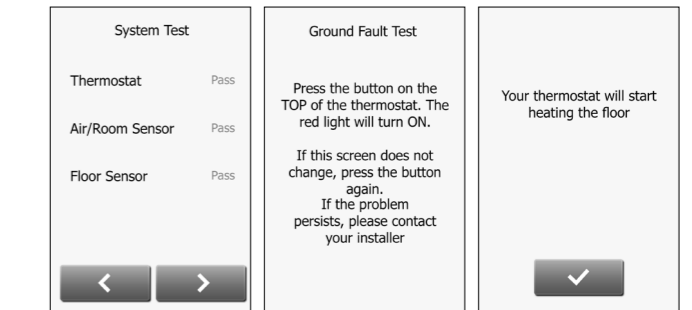 System Test
Thermostat Pass
Air/Room Sensor Pass
Floor Sensor Pass
Ground Fault Test
Press the button on the
TOP of the thermostat. The
red light will turn ON.
If this screen does not
change, press the button
again.
If the problem
persists, please contact
your installer
Your thermostat will start
heating the floor